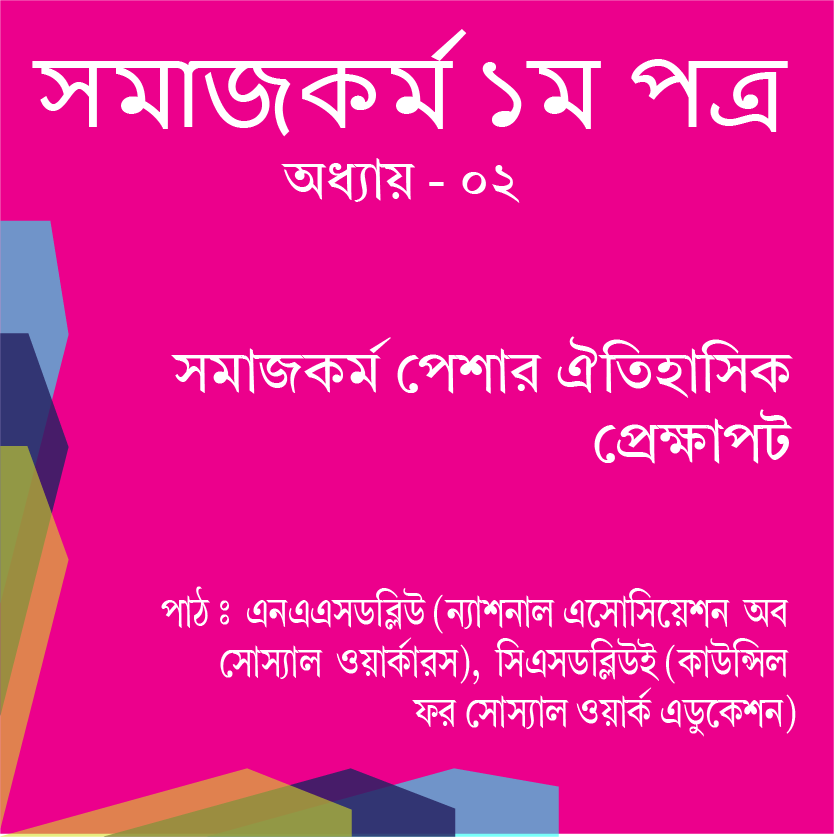 সমাজকর্ম ১ম পত্র
অধ্যায় - ০২
সমাজকর্ম পেশার ঐতিহাসিক
প্রেক্ষাপট
পাঠ ঃ এনএএসডব্লিউ (ন্যাশনাল এসোসিয়েশন অব
সোস্যাল ওয়ার্কারস), সিএসডব্লিউই (কাউন্সিল
ফর সোস্যাল ওয়ার্ক এডুকেশন)